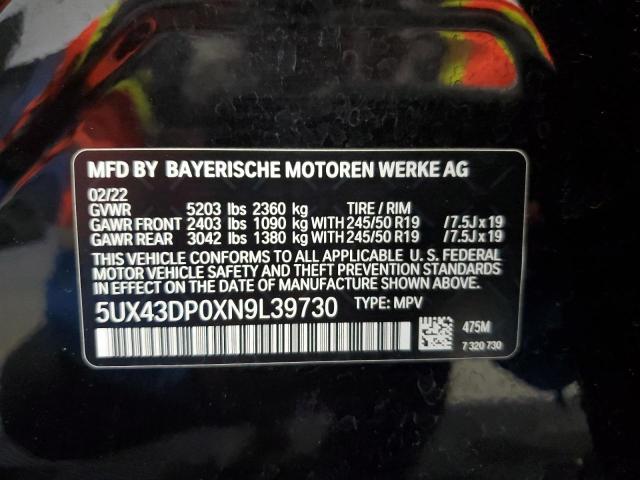 MFD BY BAYERISCHE MOTOREN WERKE AG
02/22
GVWR 5203 lbs 2360 kg TIRE / RIM
GAWR FRONT 2403 lbs 1090 kg WITH 245/50 R19 /7.5J x 19
GAWR REAR 3042 lbs 1380 kg WITH 245/50 R19 /7.5J x 19
THIS VEHICLE CONFORMS TO ALL APPLICABLE U. S. FEDERAL
MOTOR VEHICLE SAFETY AND THEFT PREVENTION STANDARDS
IN EFFECT ON THE DATE OF MANUFACTURE SHOWN ABOVE.
5UX43DP0XN9L39730 TYPE: MPV
475M
7 320 730